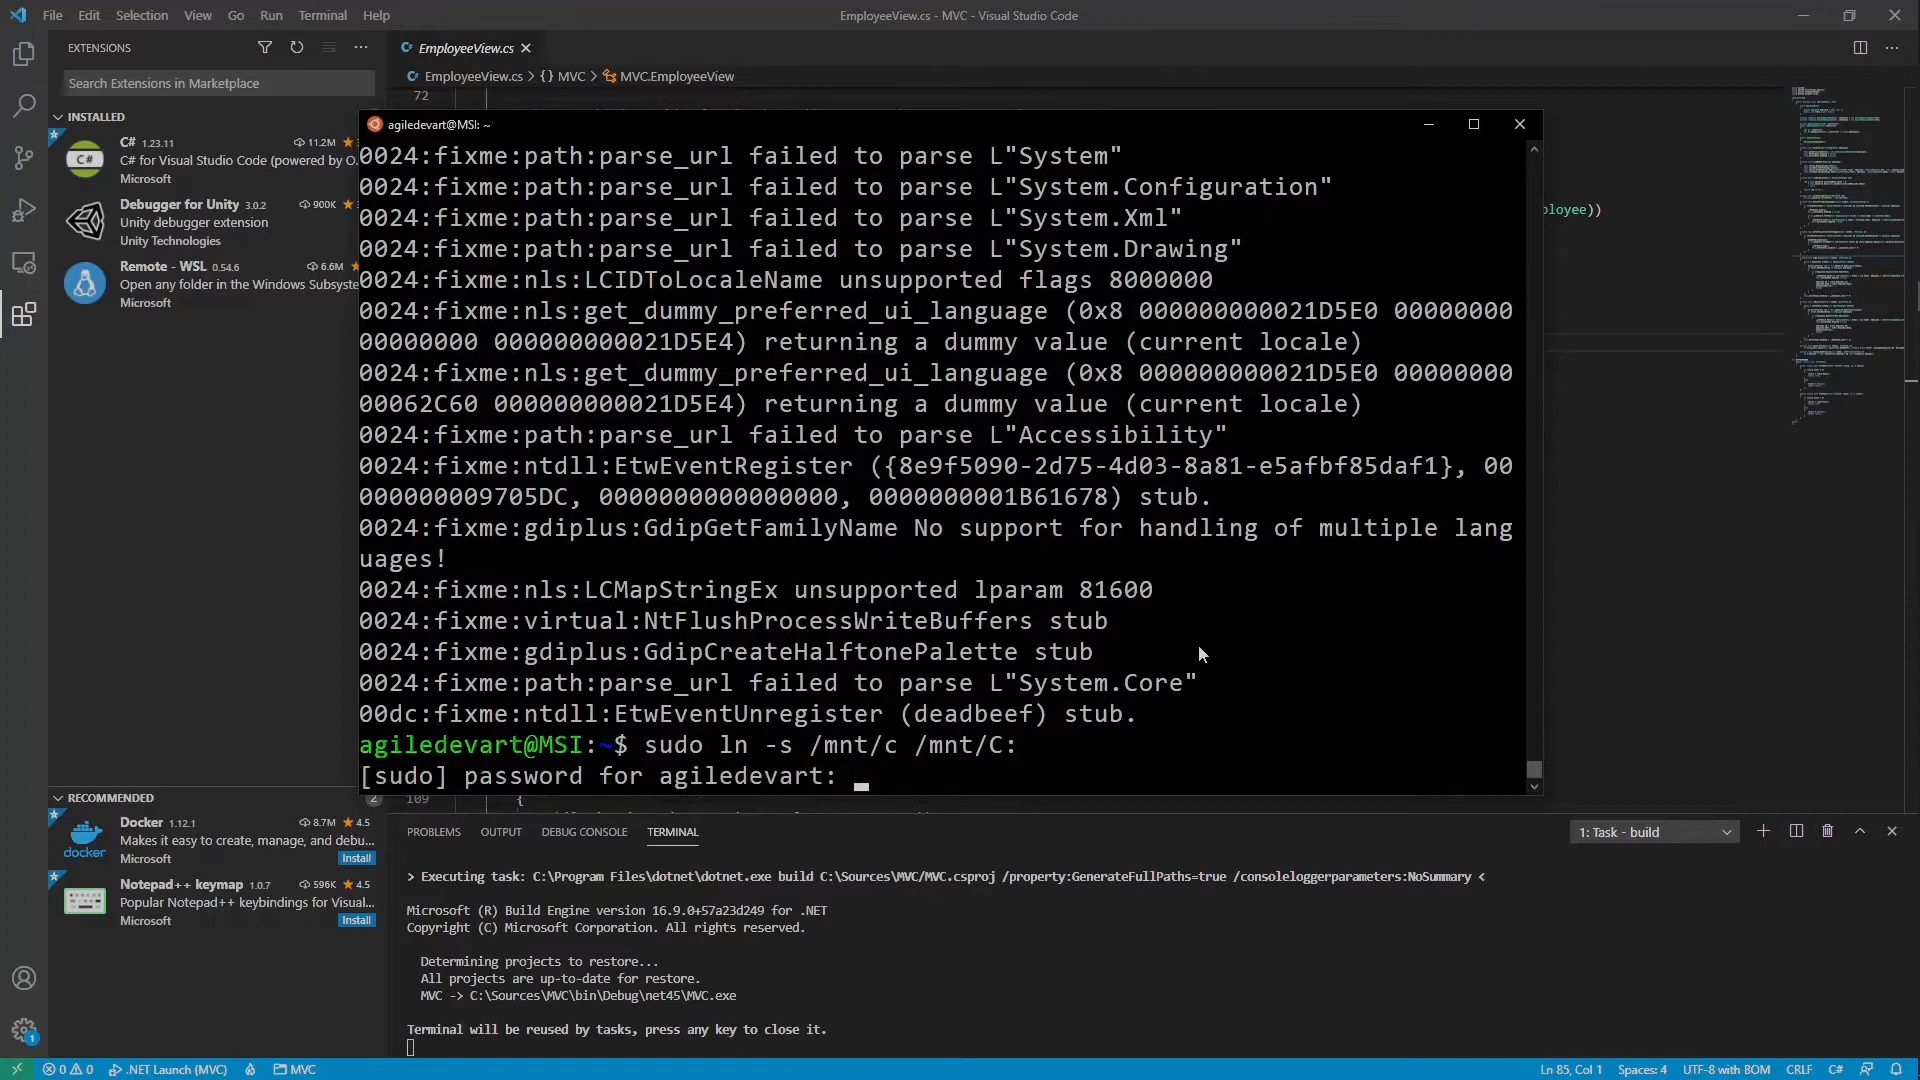 File Edit Selection View Go Run Terminal Help
EmployeeView.cs - MVC - Visual Studio Code
EXTENSIONS
Search Extensions in Marketplace
INSTALLED
C# 1.23.11 11.2M
C# for Visual Studio Code (powered by O...
Microsoft
Debugger for Unity 3.0.2 900K
Unity debugger extension
Unity Technologies
Remote - WSL 0.54.6 6.6M
Open any folder in the Windows Subsyste
Microsoft
RECOMMENDED 2
Docker 1.12.1 8.7M 4.5
Makes it easy to create, manage, and debu...
Microsoft Install
Notepad++ keymap 1.0.7 596K 4.5
Popular Notepad++ keybindings for Visual...
Microsoft Install
EmployeeView.cs
EmployeeView.cs > {} MVC > MVC.EmployeeView
72
ployee))
109 {
agiledevart@MSI: ~
0024:fixme:path:parse_url failed to parse L"System"
0024:fixme:path:parse_url failed to parse L"System.Configuration"
0024:fixme:path:parse_url failed to parse L"System.Xml"
0024:fixme:path:parse_url failed to parse L"System.Drawing"
0024:fixme:nls:LCIDToLocaleName unsupported flags 8000000
0024:fixme:nls:get_dummy_preferred_ui_language (0x8 000000000021D5E0 00000000
00000000 000000000021D5E4) returning a dummy value (current locale)
0024:fixme:nls:get_dummy_preferred_ui_language (0x8 000000000021D5E0 00000000
00062C60 000000000021D5E4) returning a dummy value (current locale)
0024:fixme:path:parse_url failed to parse L"Accessibility"
0024:fixme:ntdll:EtwEventRegister ({8e9f5090-2d75-4d03-8a81-e5afbf85daf1}, 00
000000009705DC, 0000000000000000, 0000000001B61678) stub.
0024:fixme:gdiplus:GdipGetFamilyName No support for handling of multiple lang
uages!
0024:fixme:nls:LCMapStringEx unsupported lparam 81600
0024:fixme:virtual:NtFlushProcessWriteBuffers stub
0024:fixme:gdiplus:GdipCreateHalftonePalette stub
0024:fixme:path:parse_url failed to parse L"System.Core"
00dc:fixme:ntdll:EtwEventUnregister (deadbeef) stub.
agiledevart@MSI:~$ sudo ln -s /mnt/c /mnt/C:
[sudo] password for agiledevart:
PROBLEMS OUTPUT DEBUG CONSOLE TERMINAL 1: Task - build
> Executing task: C:\Program Files\dotnet\dotnet.exe build C:\Sources\MVC/MVC.csproj /property:GenerateFullPaths=true /consoleloggerparameters:NoSummary <
Microsoft (R) Build Engine version 16.9.0+57a23d249 for .NET
Copyright (C) Microsoft Corporation. All rights reserved.
Determining projects to restore...
All projects are up-to-date for restore.
MVC -> C:\Sources\MVC\bin\Debug\net45\MVC.exe
Terminal will be reused by tasks, press any key to close it.
1
0 0 .NET Launch (MVC) MVC Ln 85, Col 1 Spaces: 4 UTF-8 with BOM CRLF C#